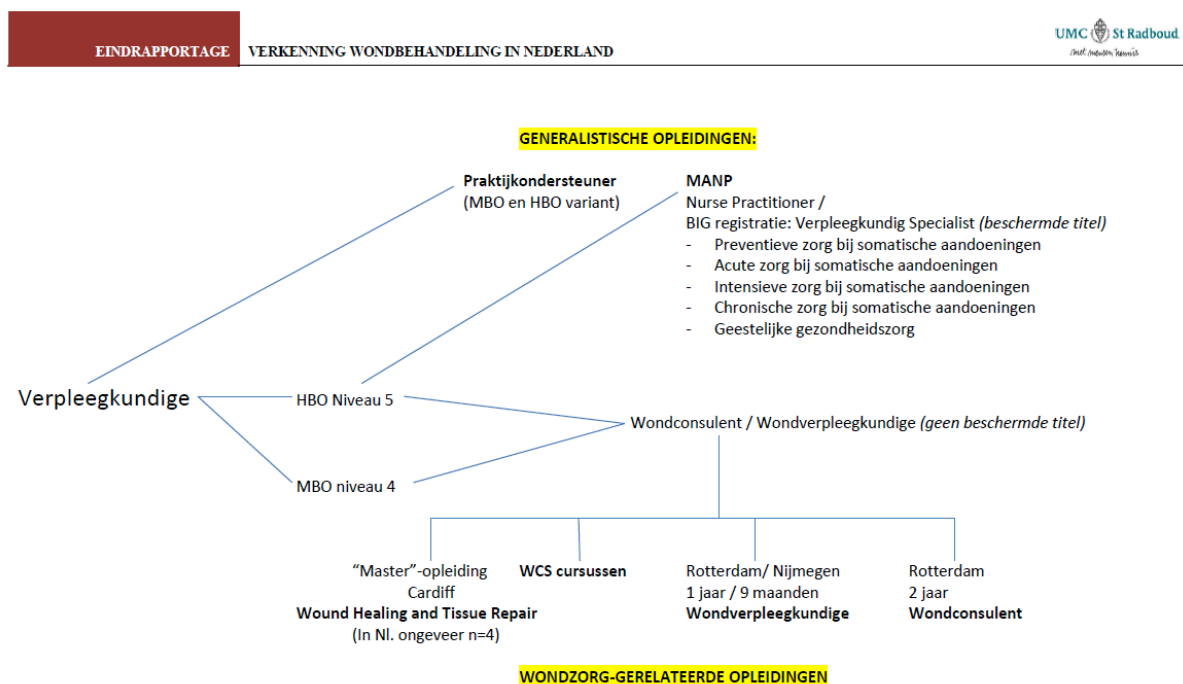 EINDRAPPORTAGE VERKENNING WONDBEHANDELING IN NEDERLAND
UMC St Radboud
met mensen kennis
GENERALISTISCHE OPLEIDINGEN:
Praktijkondersteuner
(MBO en HBO variant)
MANP
Nurse Practitioner /
BIG registratie: Verpleegkundig Specialist (beschermde titel)
- Preventieve zorg bij somatische aandoeningen
- Acute zorg bij somatische aandoeningen
- Intensieve zorg bij somatische aandoeningen
- Chronische zorg bij somatische aandoeningen
- Geestelijke gezondheidszorg
Verpleegkundige
HBO Niveau 5
Wondconsulent / Wondverpleegkundige (geen beschermde titel)
MBO niveau 4
“Master”-opleiding
Cardiff
Wound Healing and Tissue Repair
(In Nl. ongeveer n=4)
WCS cursussen
Rotterdam/ Nijmegen
1 jaar / 9 maanden
Wondverpleegkundige
Rotterdam
2 jaar
Wondconsulent
WONDZORG-GERELATEERDE OPLEIDINGEN